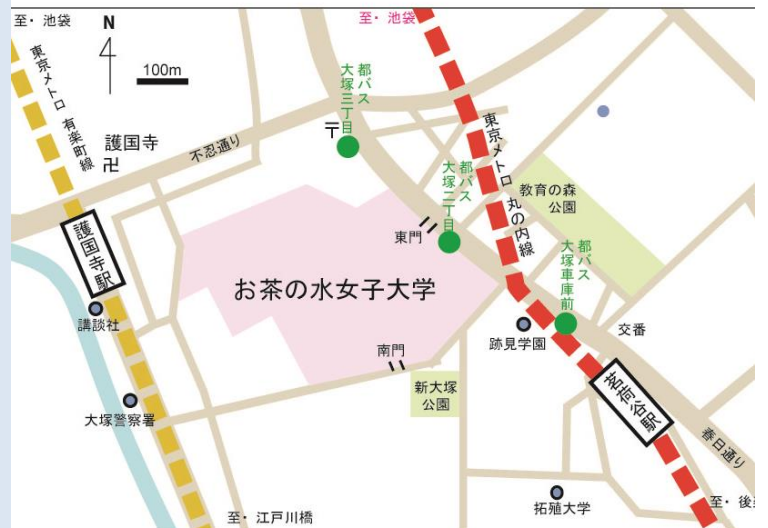 至・池袋
N
100m
至・池袋
東京メトロ 有楽町線
護国寺
卍
不忍通り
〒
都バス
大塚三丁目
都バス
大塚二丁目
東京メトロ 丸の内線
教育の森
公園
東門
護国寺駅
お茶の水女子大学
都バス
大塚車庫前
講談社
跡見学園
交番
南門
新大塚
公園
茗荷谷駅
大塚警察署
春日通り
拓殖大学
至・江戸川橋
至・後楽